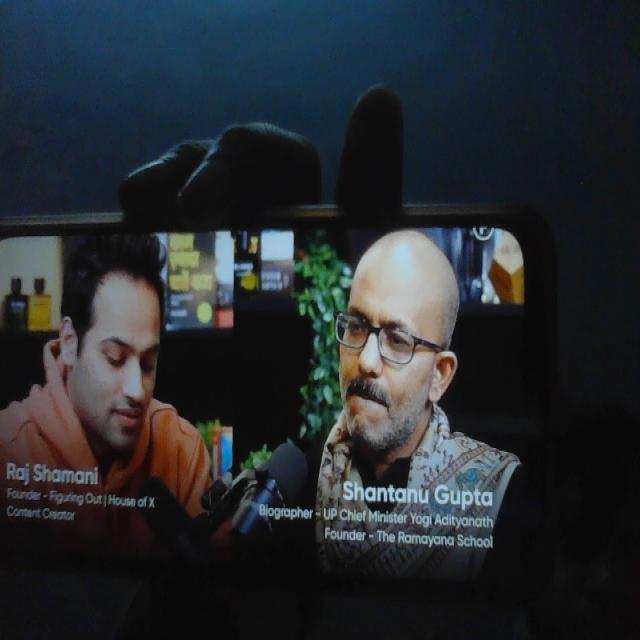 Raj Shamani
Founder - Figuring Out | House of X
Content Creator
Shantanu Gupta
Biographer - UP Chief Minister Yogi Adityanath
Founder - The Ramayana School